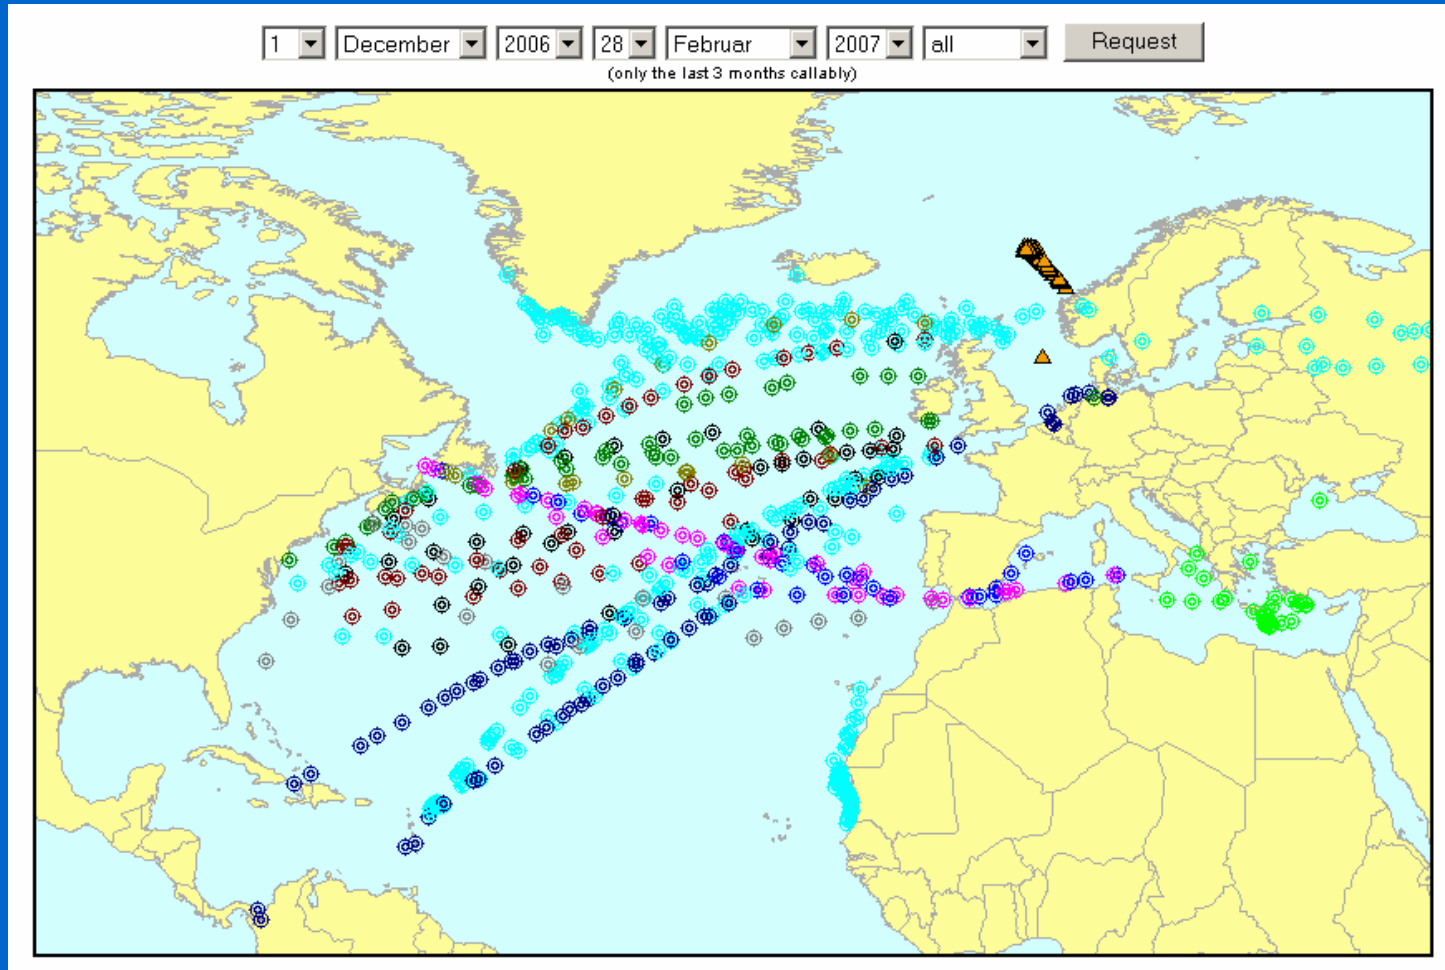 1 December 2006 28 Februar 2007 all Request
(only the last 3 months callably)